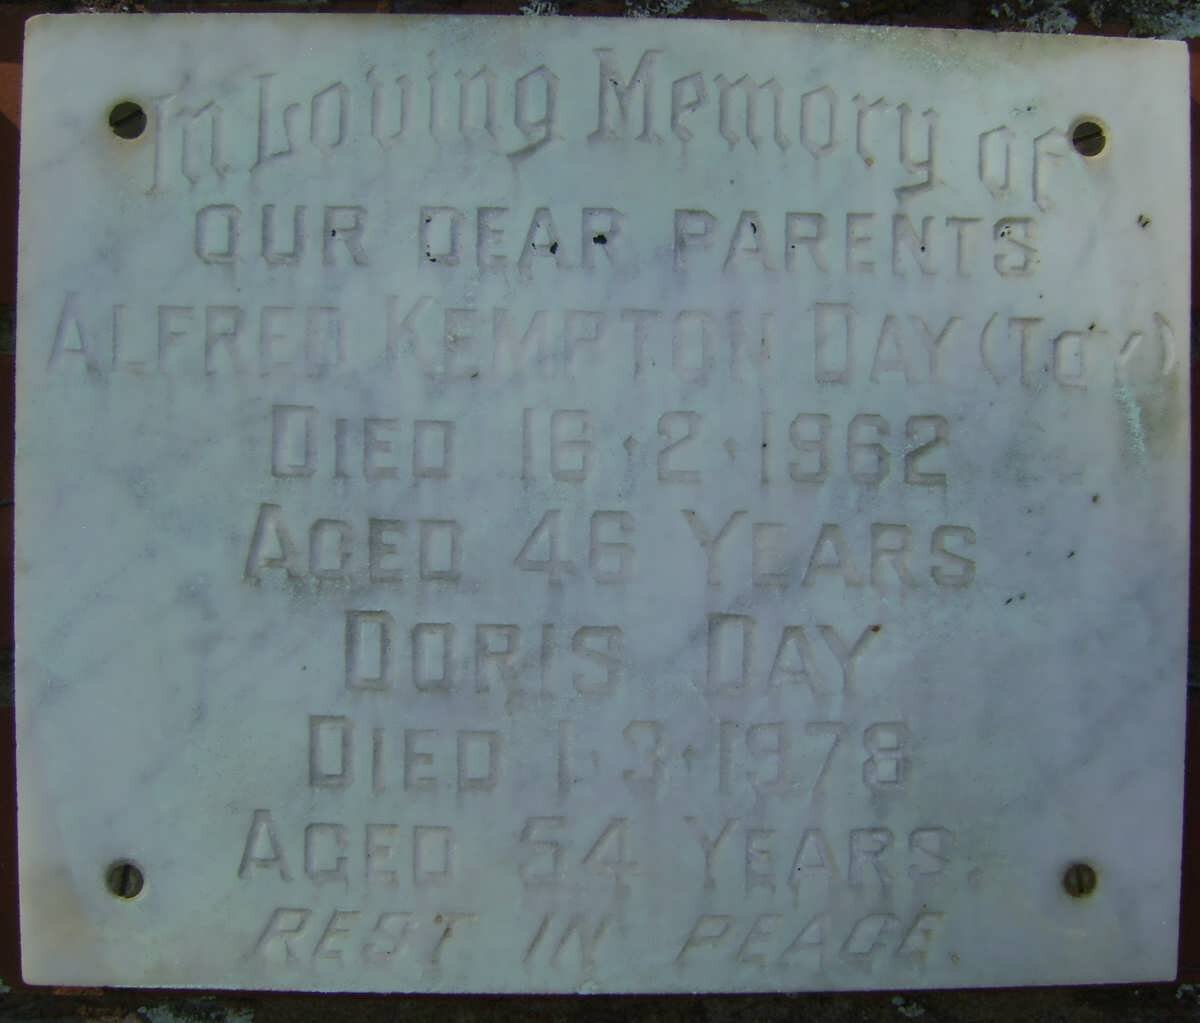 In Loving Memory of
OUR DEAR PARENTS
ALFRED KEMPTON DAY
DIED 16·2·1962
AGED 46 YEARS
DORIS DAY
DIED 1·3·1978
AGED 54 YEARS.
REST IN PEACE.